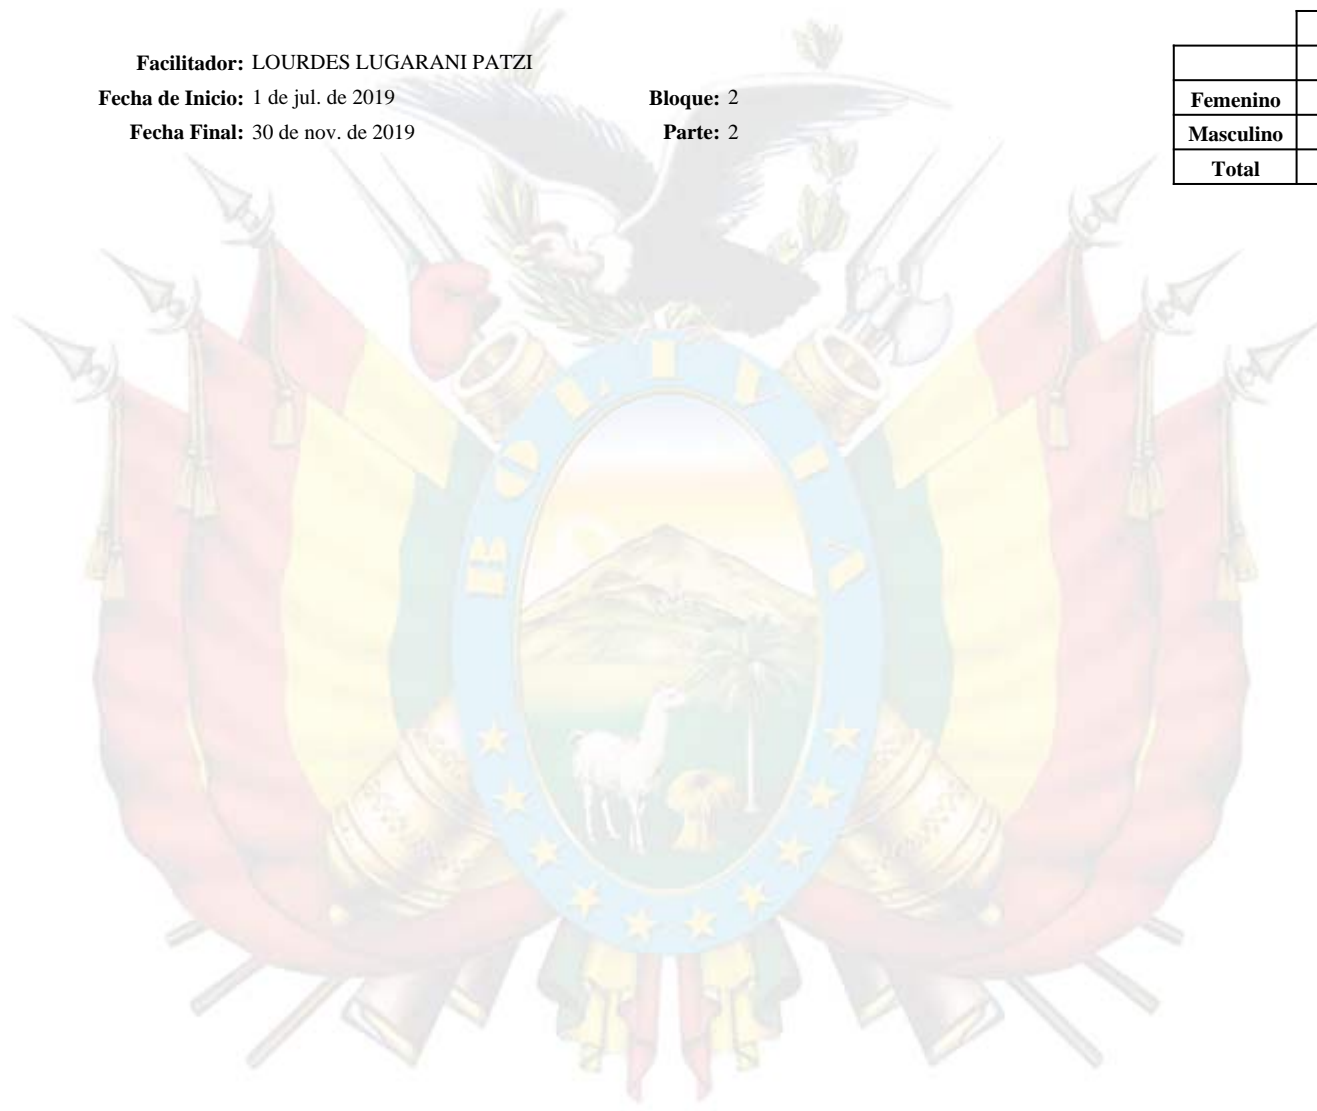 Facilitador: LOURDES LUGARANI PATZI
Fecha de Inicio: 1 de jul. de 2019 Bloque: 2
Fecha Final: 30 de nov. de 2019 Parte: 2
Femenino
Masculino
Total
BOLIVIA